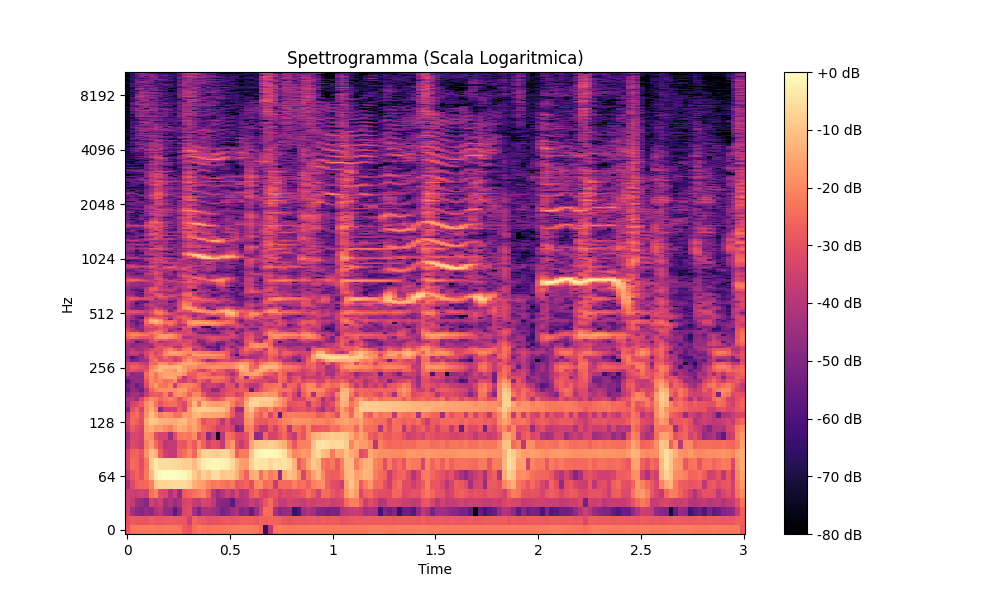 Spettrogramma (Scala Logaritmica)
8192
4096
2048
1024
512
256
128
64
0
Hz
0
0.5
1
1.5
2
2.5
3
Time
+0 dB
-10 dB
-20 dB
-30 dB
-40 dB
-50 dB
-60 dB
-70 dB
-80 dB